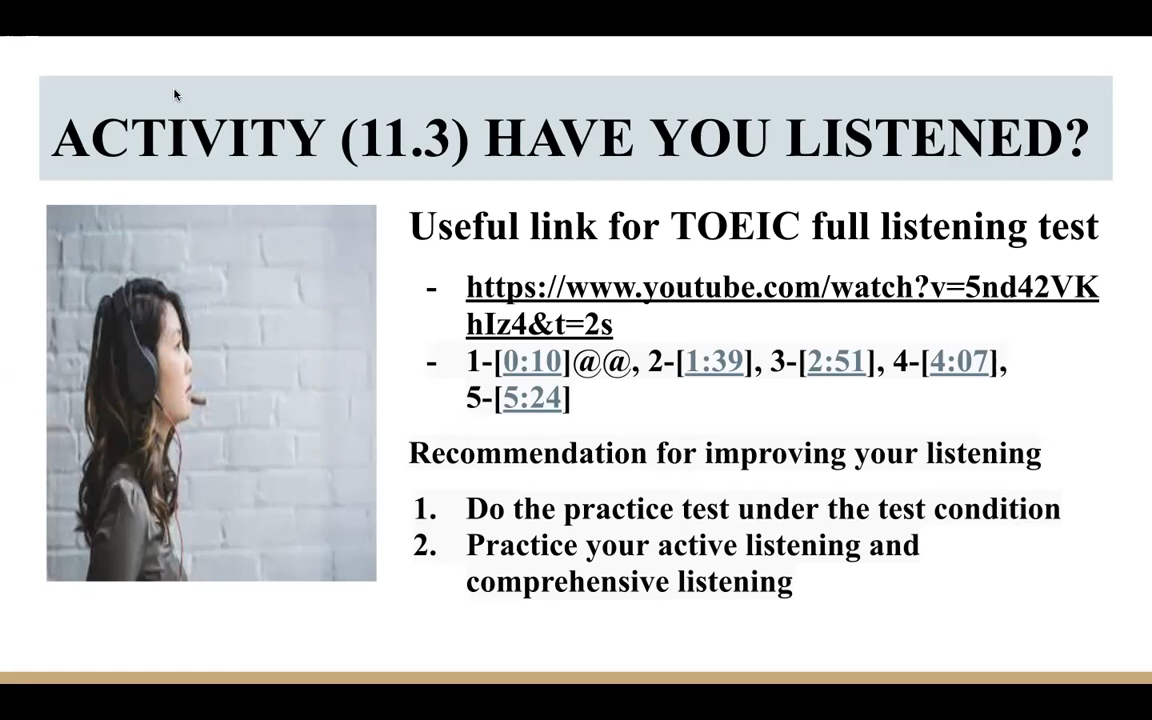 ACTIVITY (11.3) HAVE YOU LISTENED?
Useful link for TOEIC full listening test
- https://www.youtube.com/watch?v=5nd42VK
hIz4&t=2s
- 1-[0:10]@@, 2-[1:39], 3-[2:51], 4-[4:07],
5-[5:24]
Recommendation for improving your listening
1. Do the practice test under the test condition
2. Practice your active listening and
comprehensive listening